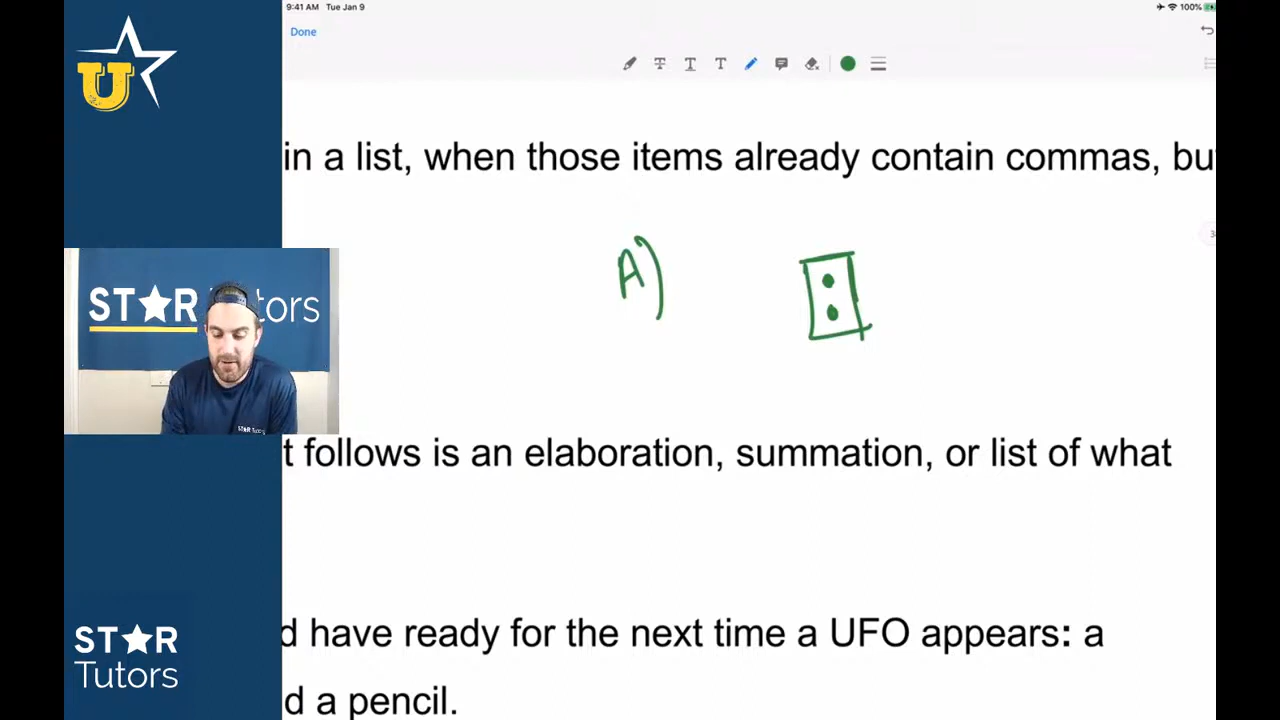 9:41 AM Tue Jan 9
100%
Done
U
in a list, when those items already contain commas, bu
A) :
STAR Tutors
STAR Tutors
t follows is an elaboration, summation, or list of what
d have ready for the next time a UFO appears: a
d a pencil.
STAR
Tutors